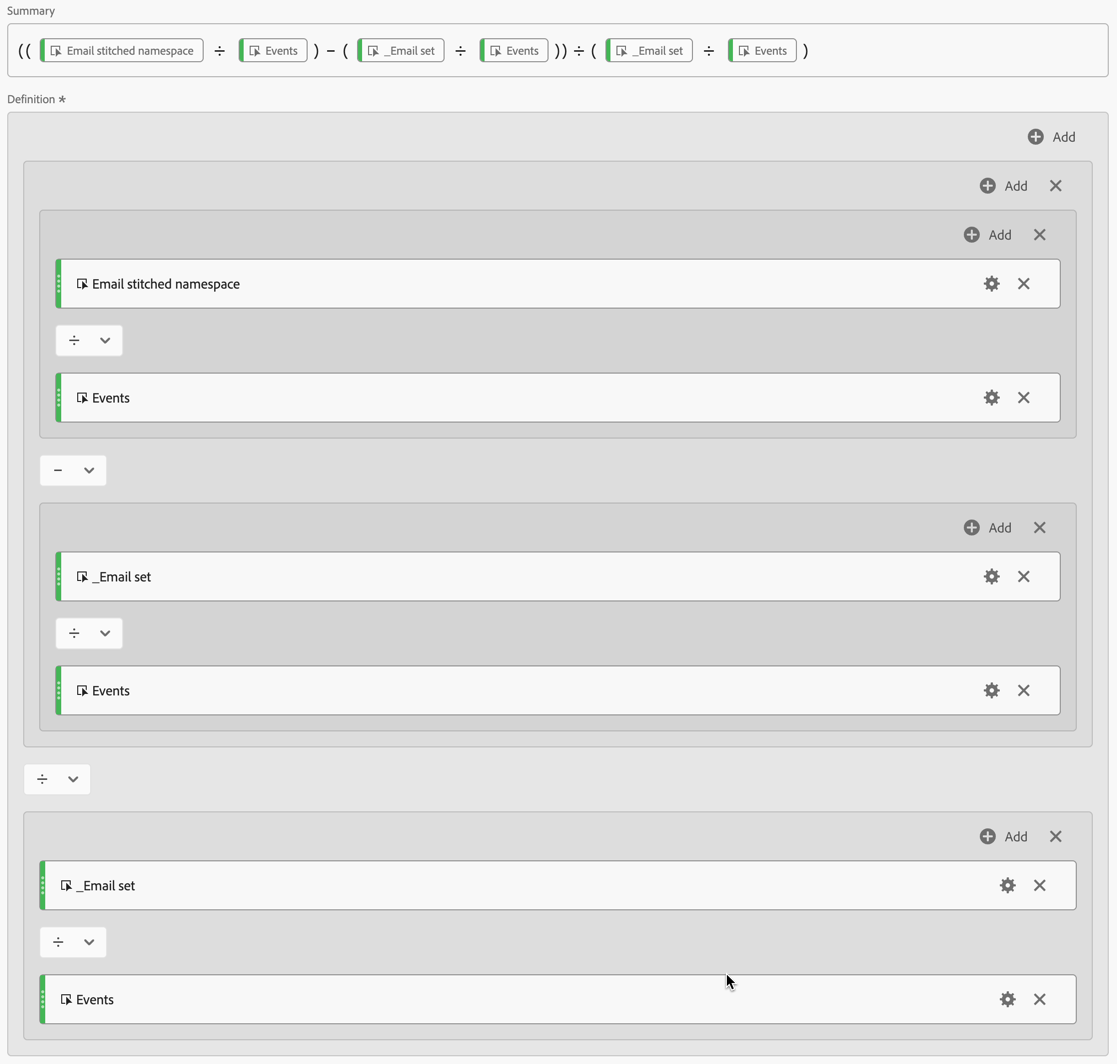 Summary
(( Email stitched namespace ÷ Events ) − ( _Email set ÷ Events )) ÷ ( _Email set ÷ Events )
Definition *
Add
Add
Add
Email stitched namespace
÷
Events
−
Add
_Email set
÷
Events
÷
Add
_Email set
÷
Events